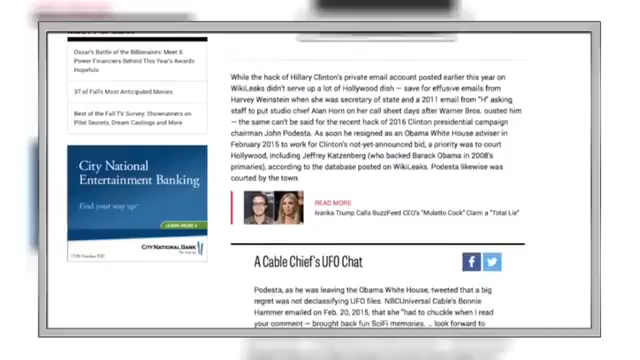 Oscar's Battle of the Billionaires: Meet 6
Power Financiers Behind This Year's Awards
Hopefuls
37 of Fall's Most Anticipated Movies
Best of the Fall TV Survey: Showrunners on
Pilot Secrets, Dream Castings and More
City National
Entertainment Banking
Find your way up.
LEARN NOW
CITY NATIONAL BANK
The way up.
While the hack of Hillary Clinton's private email account posted earlier this year on
WikiLeaks didn't serve up a lot of Hollywood dish — save for effusive emails from
Harvey Weinstein when she was secretary of state and a 2011 email from "H" asking
staff to put studio chief Alan Horn on her call sheet days after Warner Bros. ousted him
— the same can't be said for the recent hack of 2016 Clinton presidential campaign
chairman John Podesta. As soon he resigned as an Obama White House adviser in
February 2015 to work for Clinton's not-yet-announced bid, a priority was to court
Hollywood, including Jeffrey Katzenberg (who backed Barack Obama in 2008's
primaries), according to the database posted on WikiLeaks. Podesta likewise was
courted by the town.
READ MORE
Ivanka Trump Calls BuzzFeed CEO's "Mulatto Cock" Claim a "Total Lie"
A Cable Chief's UFO Chat
Podesta, as he was leaving the Obama White House, tweeted that a big
regret was not declassifying UFO files. NBCUniversal Cable's Bonnie
Hammer emailed on Feb. 20, 2015, that she "had to chuckle when I read
your comment — brought back fun SciFi memories. ... look forward to